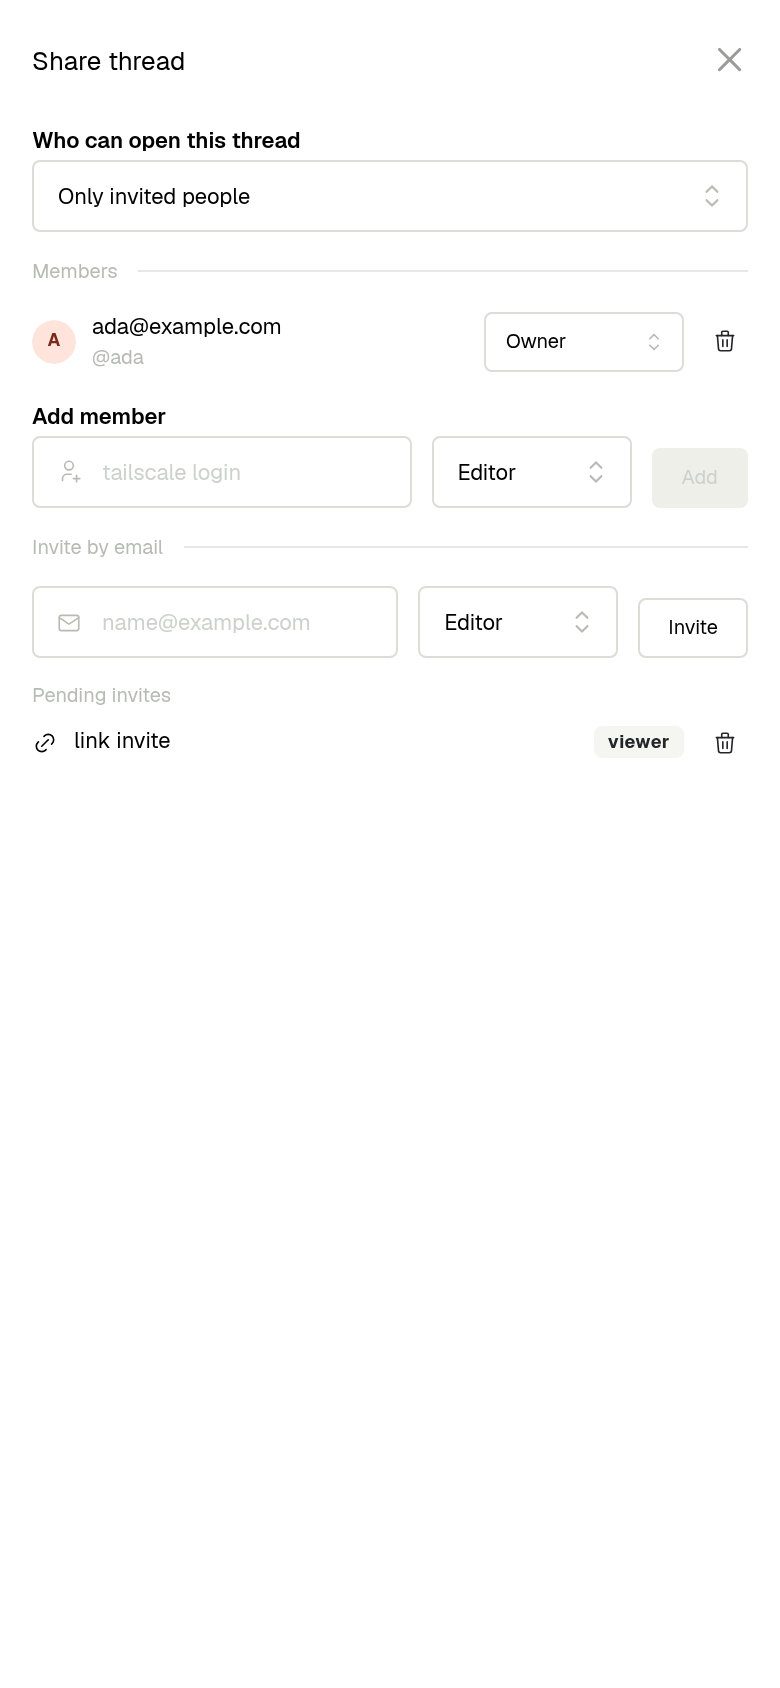 Share thread
Who can open this thread
Only invited people
Members
A
ada@example.com
@ada
Owner
Add member
tailscale login
Editor
Add
Invite by email
name@example.com
Editor
Invite
Pending invites
link invite
viewer